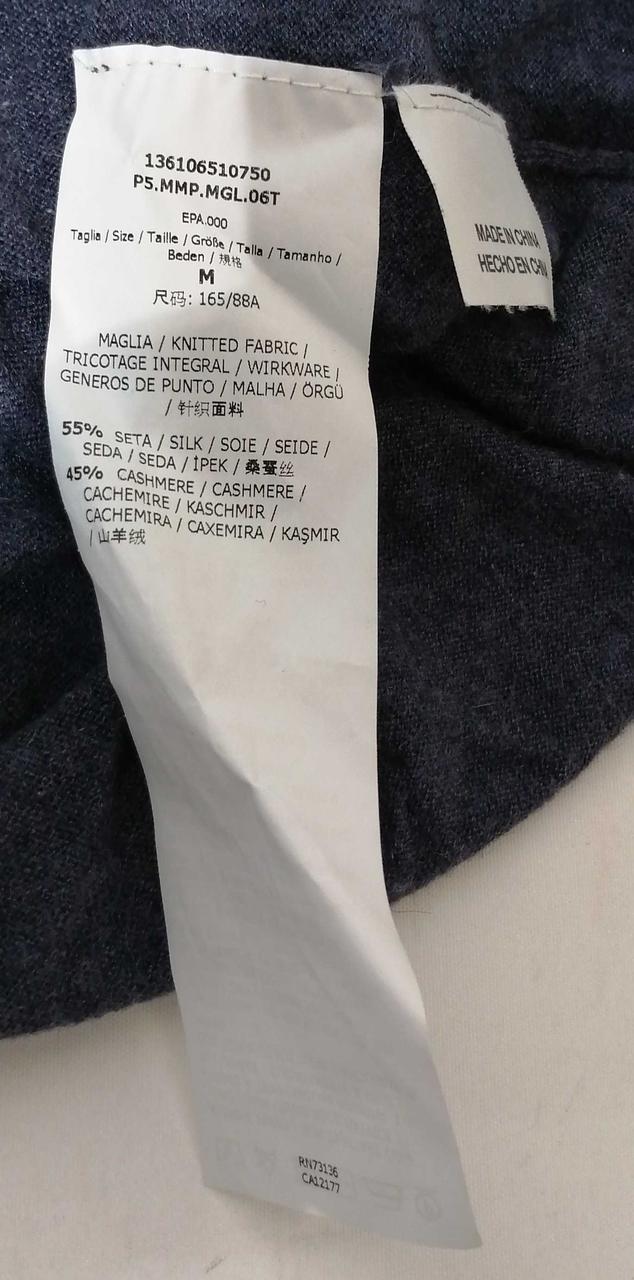 136106510750
P5.MMP.MGL.06T
EPA.000
Taglia / Size / Taille / Größe / Talla / Tamanho /
Beden / 规格
M
尺码: 165/88A
MAGLIA / KNITTED FABRIC /
TRICOTAGE INTEGRAL / WIRKWARE /
GENEROS DE PUNTO / MALHA / ÖRGÜ
/ 针织面料
55% SETA / SILK / SOIE / SEIDE /
SEDA / SEDA / İPEK / 桑蚕丝
45% CASHMERE / CASHMERE /
CACHEMIRE / KASCHMIR /
CACHEMIRA / CAXEMIRA / KAŞMIR
/ 山羊绒
RN73136
CA12177
MADE IN CHINA
HECHO EN CHINA